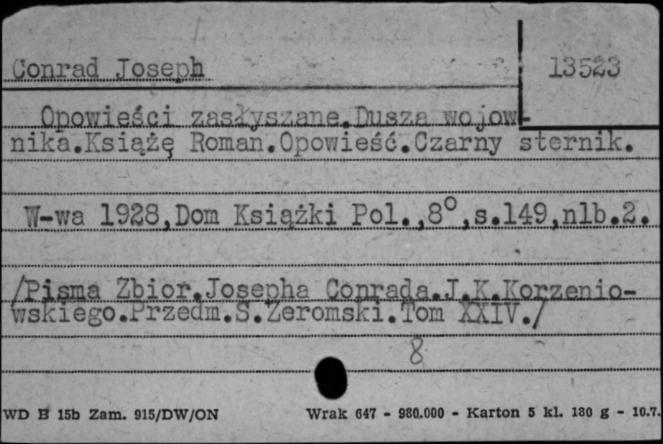 Conrad Joseph
13523
Opowieści zasłyszane.Dusza wojow-
nika.Książę Roman.Opowieść.Czarny sternik.
W-wa 1928,Dom Książki Pol.,8°,s.149,nlb.2.
/Pisma Zbior.Josepha Conrada.J.K.Korzenio-
wskiego.Przedm.S.Żeromski.Tom XXIV./
8
WD B 15b Zam. 915/DW/ON Wrak 647 - 980.000 - Karton 5 kl. 180 g - 10.7.